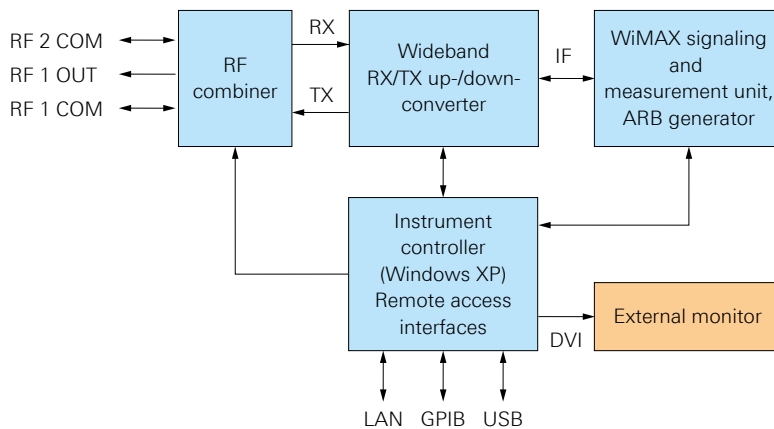 RF 2 COM
RF 1 OUT
RF 1 COM
RF
combiner
RX
TX
Wideband
RX/TX up-/down-
converter
IF
WiMAX signaling
and
measurement unit,
ARB generator
Instrument
controller
(Windows XP)
Remote access
interfaces
DVI
External monitor
LAN
GPIB
USB